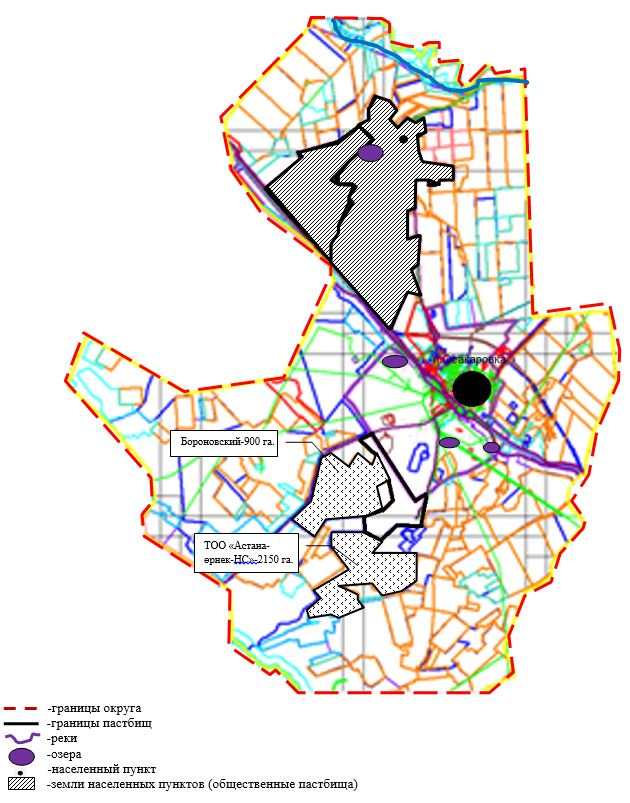 п.Осакаровка
Бороновский-900 га.
ТОО «Астана-
ернек-НС»-2150 га.
-границы округа
-границы пастбищ
-реки
-озера
-населенный пункт
-земли населенных пунктов (общественные пастбища)